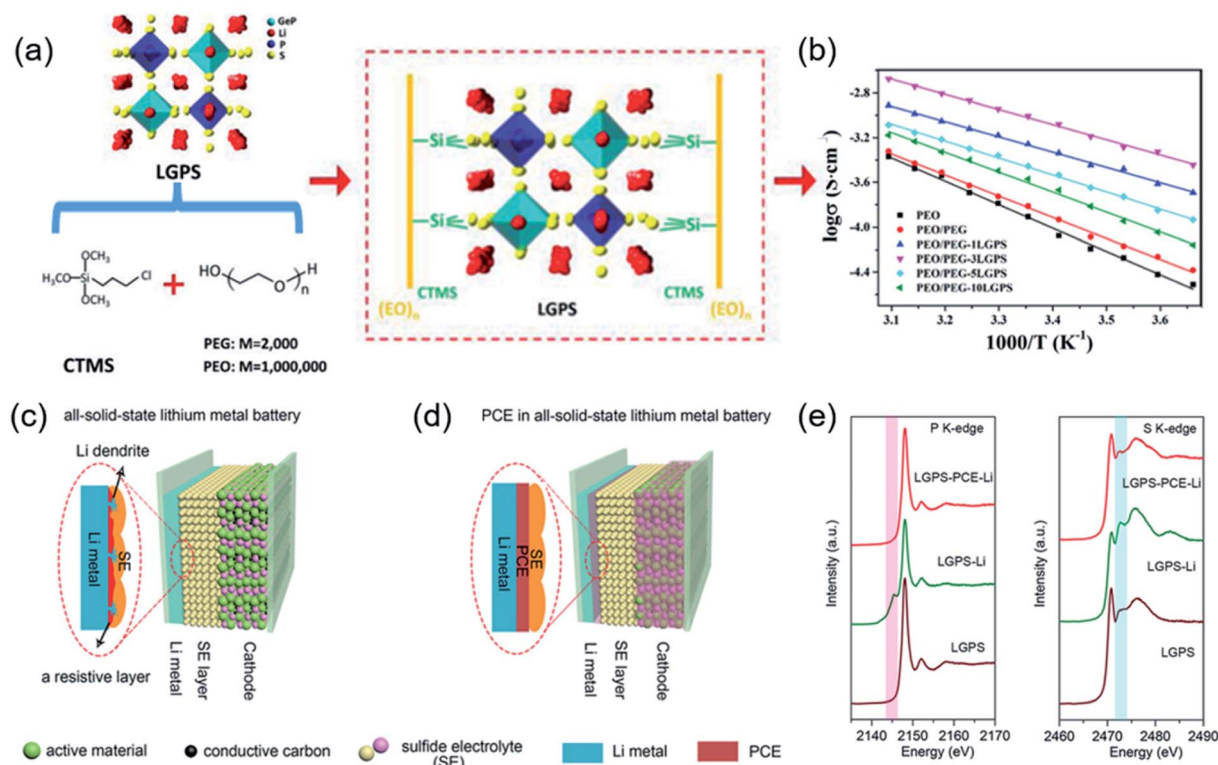 (a)
GeP
Li
P
S
LGPS
OCH₃
H₃CO-Si
OCH₃
Cl
+
HO
O
H
n
CTMS
PEG: M=2,000
PEO: M=1,000,000
Si
Si
Si
Si
CTMS
(EO)n
LGPS
CTMS
(EO)n
(b)
logσ (S·cm⁻¹)
-2.8
-3.2
-3.6
-4.0
-4.4
PEO
PEO/PEG
PEO/PEG-1LGPS
PEO/PEG-3LGPS
PEO/PEG-5LGPS
PEO/PEG-10LGPS
3.1 3.2 3.3 3.4 3.5 3.6
1000/T (K⁻¹)
(c)
all-solid-state lithium metal battery
Li dendrite
Li metal
SE
a resistive layer
Li metal
SE layer
Cathode
(d)
PCE in all-solid-state lithium metal battery
Li metal
PCE
SE
Li metal
SE layer
Cathode
active material
conductive carbon
sulfide electrolyte
(SE)
Li metal
PCE
(e)
Intensity (a.u.)
P K-edge
LGPS-PCE-Li
LGPS-Li
LGPS
2140 2150 2160 2170
Energy (eV)
Intensity (a.u.)
S K-edge
LGPS-PCE-Li
LGPS-Li
LGPS
2460 2470 2480 2490
Energy (eV)